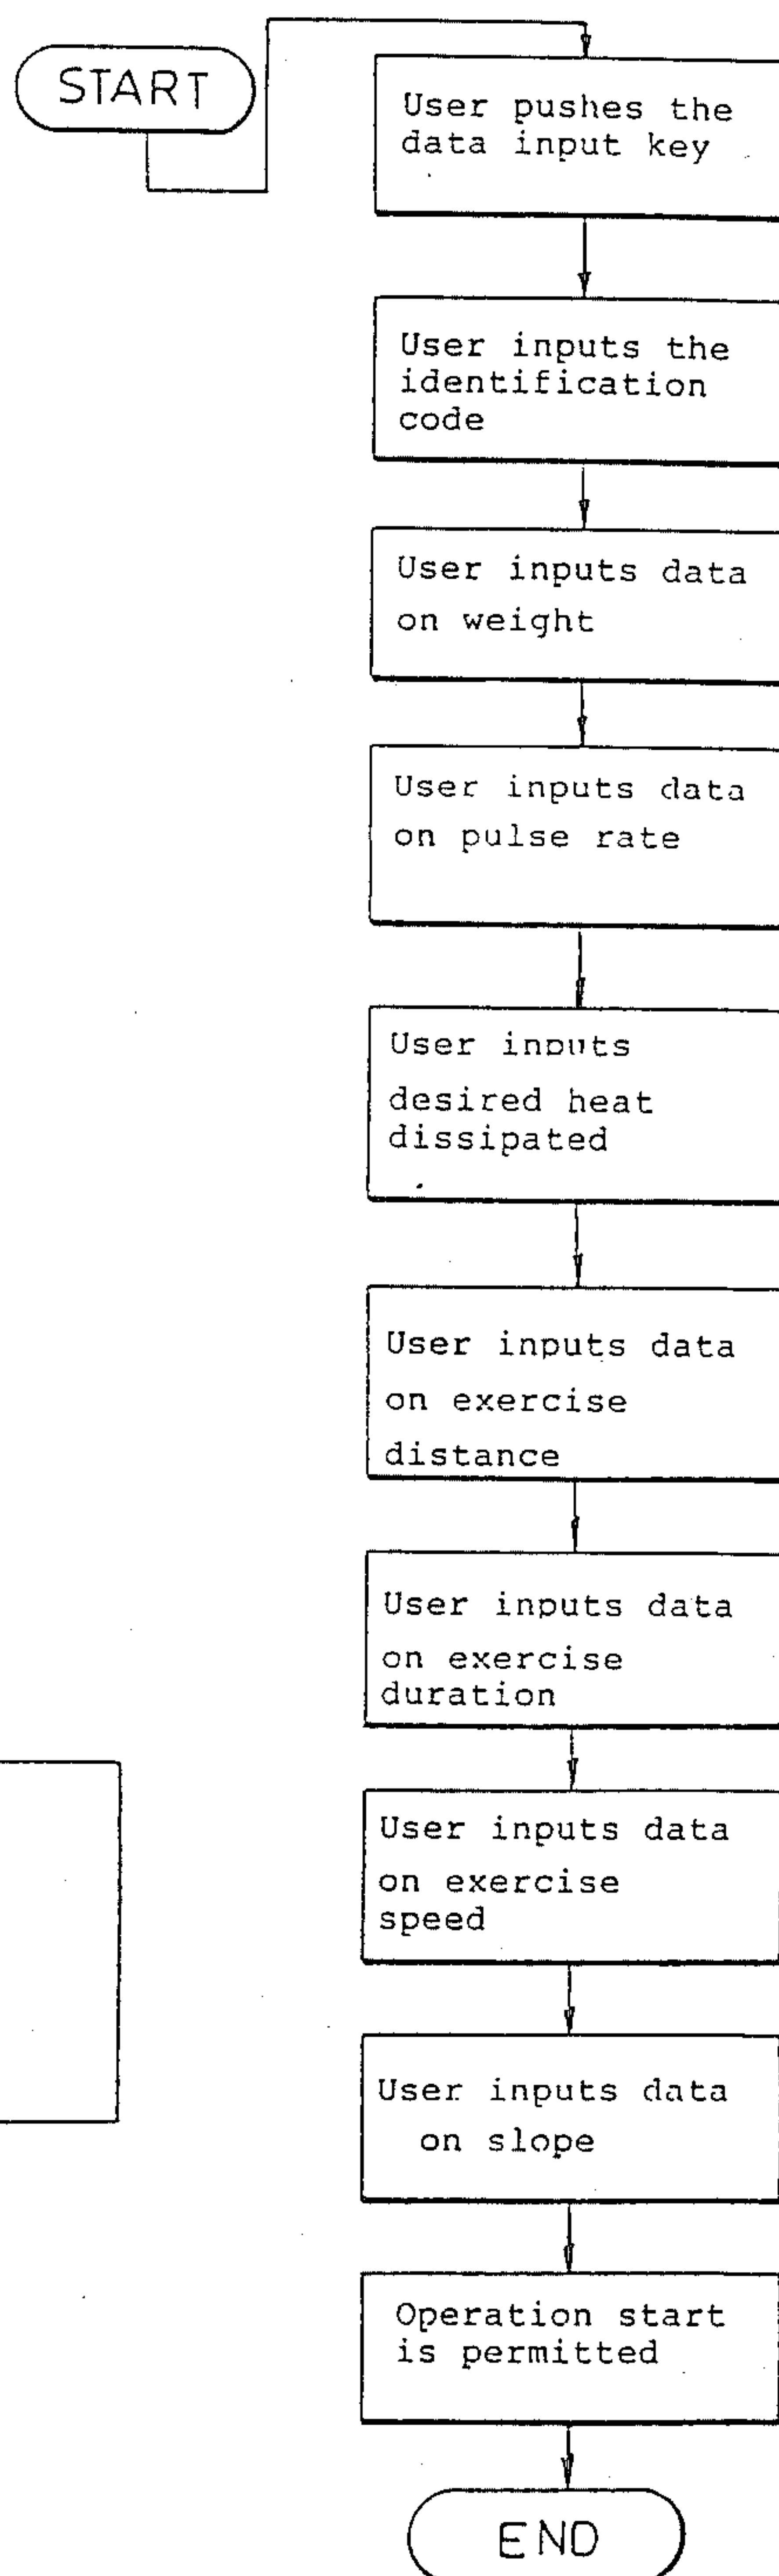 START
User pushes the
data input key
User inputs the
identification
code
User inputs data
on weight
User inputs data
on pulse rate
User inputs
desired heat
dissipated
User inputs data
on exercise
distance
User inputs data
on exercise
duration
User inputs data
on exercise
speed
User inputs data
on slope
Operation start
is permitted
END